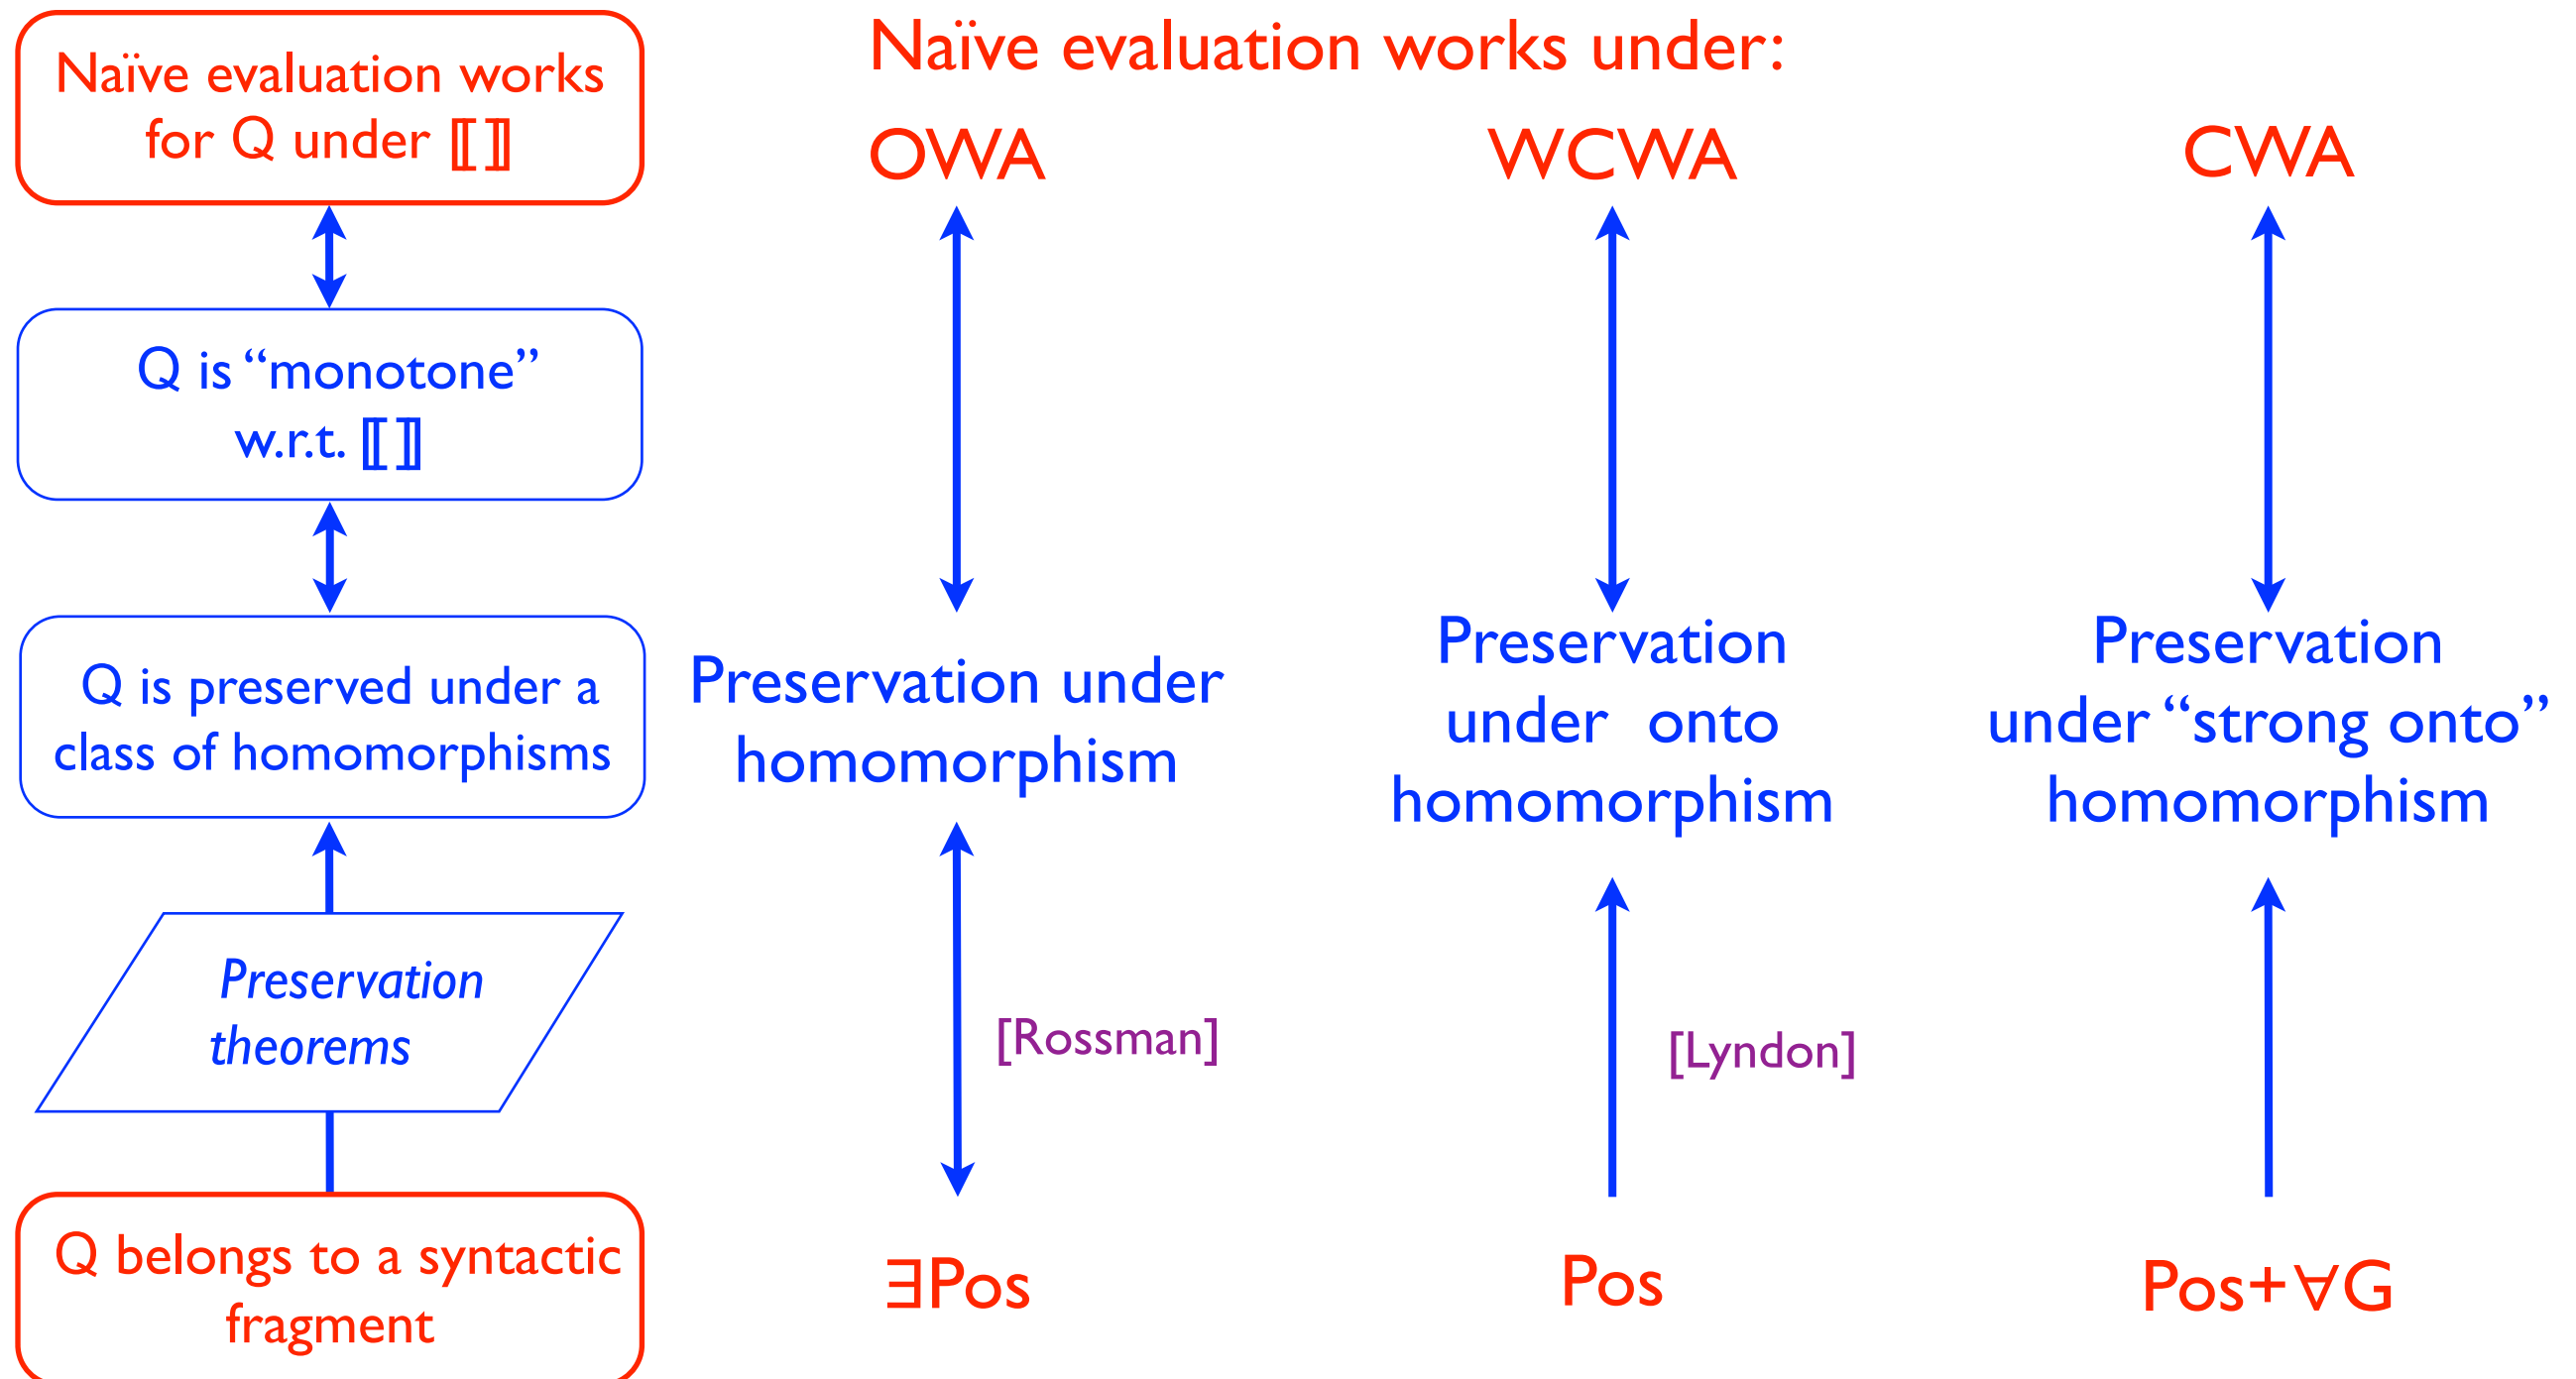 Naïve evaluation works
for Q under ⟦ ⟧
Q is “monotone”
w.r.t. ⟦ ⟧
Q is preserved under a
class of homomorphisms
Preservation
theorems
Q belongs to a syntactic
fragment
Naïve evaluation works under:
OWA
Preservation under
homomorphism
[Rossman]
∃Pos
WCWA
Preservation
under onto
homomorphism
[Lyndon]
Pos
CWA
Preservation
under “strong onto”
homomorphism
Pos+∀G